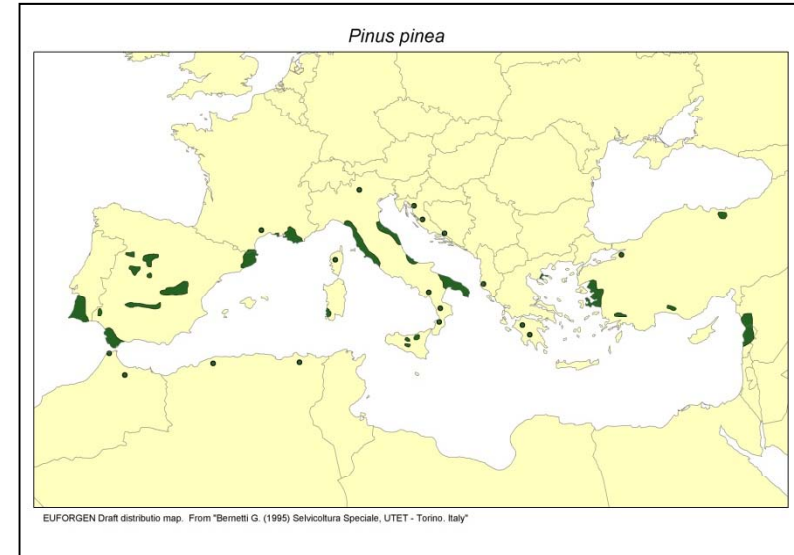 Pinus pinea
EUFORGEN Draft distributio map. From "Bernetti G. (1995) Selvicoltura Speciale, UTET - Torino. Italy"